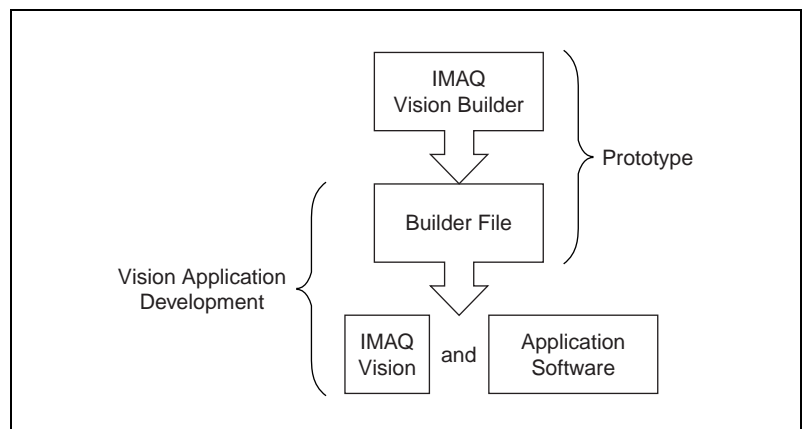 IMAQ
Vision Builder
Prototype
Builder File
Vision Application
Development
IMAQ
Vision
and
Application
Software